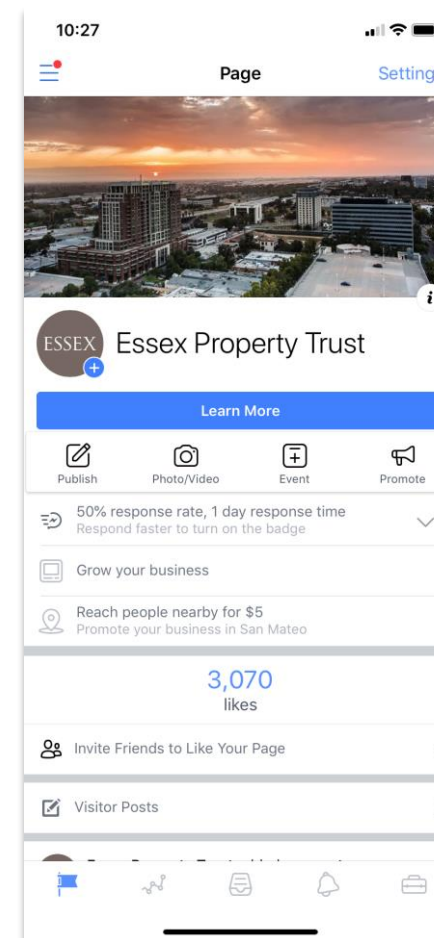 10:27
Page
Setting
ESSEX
Essex Property Trust
Learn More
Publish
Photo/Video
Event
Promote
50% response rate, 1 day response time
Respond faster to turn on the badge
Grow your business
Reach people nearby for $5
Promote your business in San Mateo
3,070
likes
Invite Friends to Like Your Page
Visitor Posts